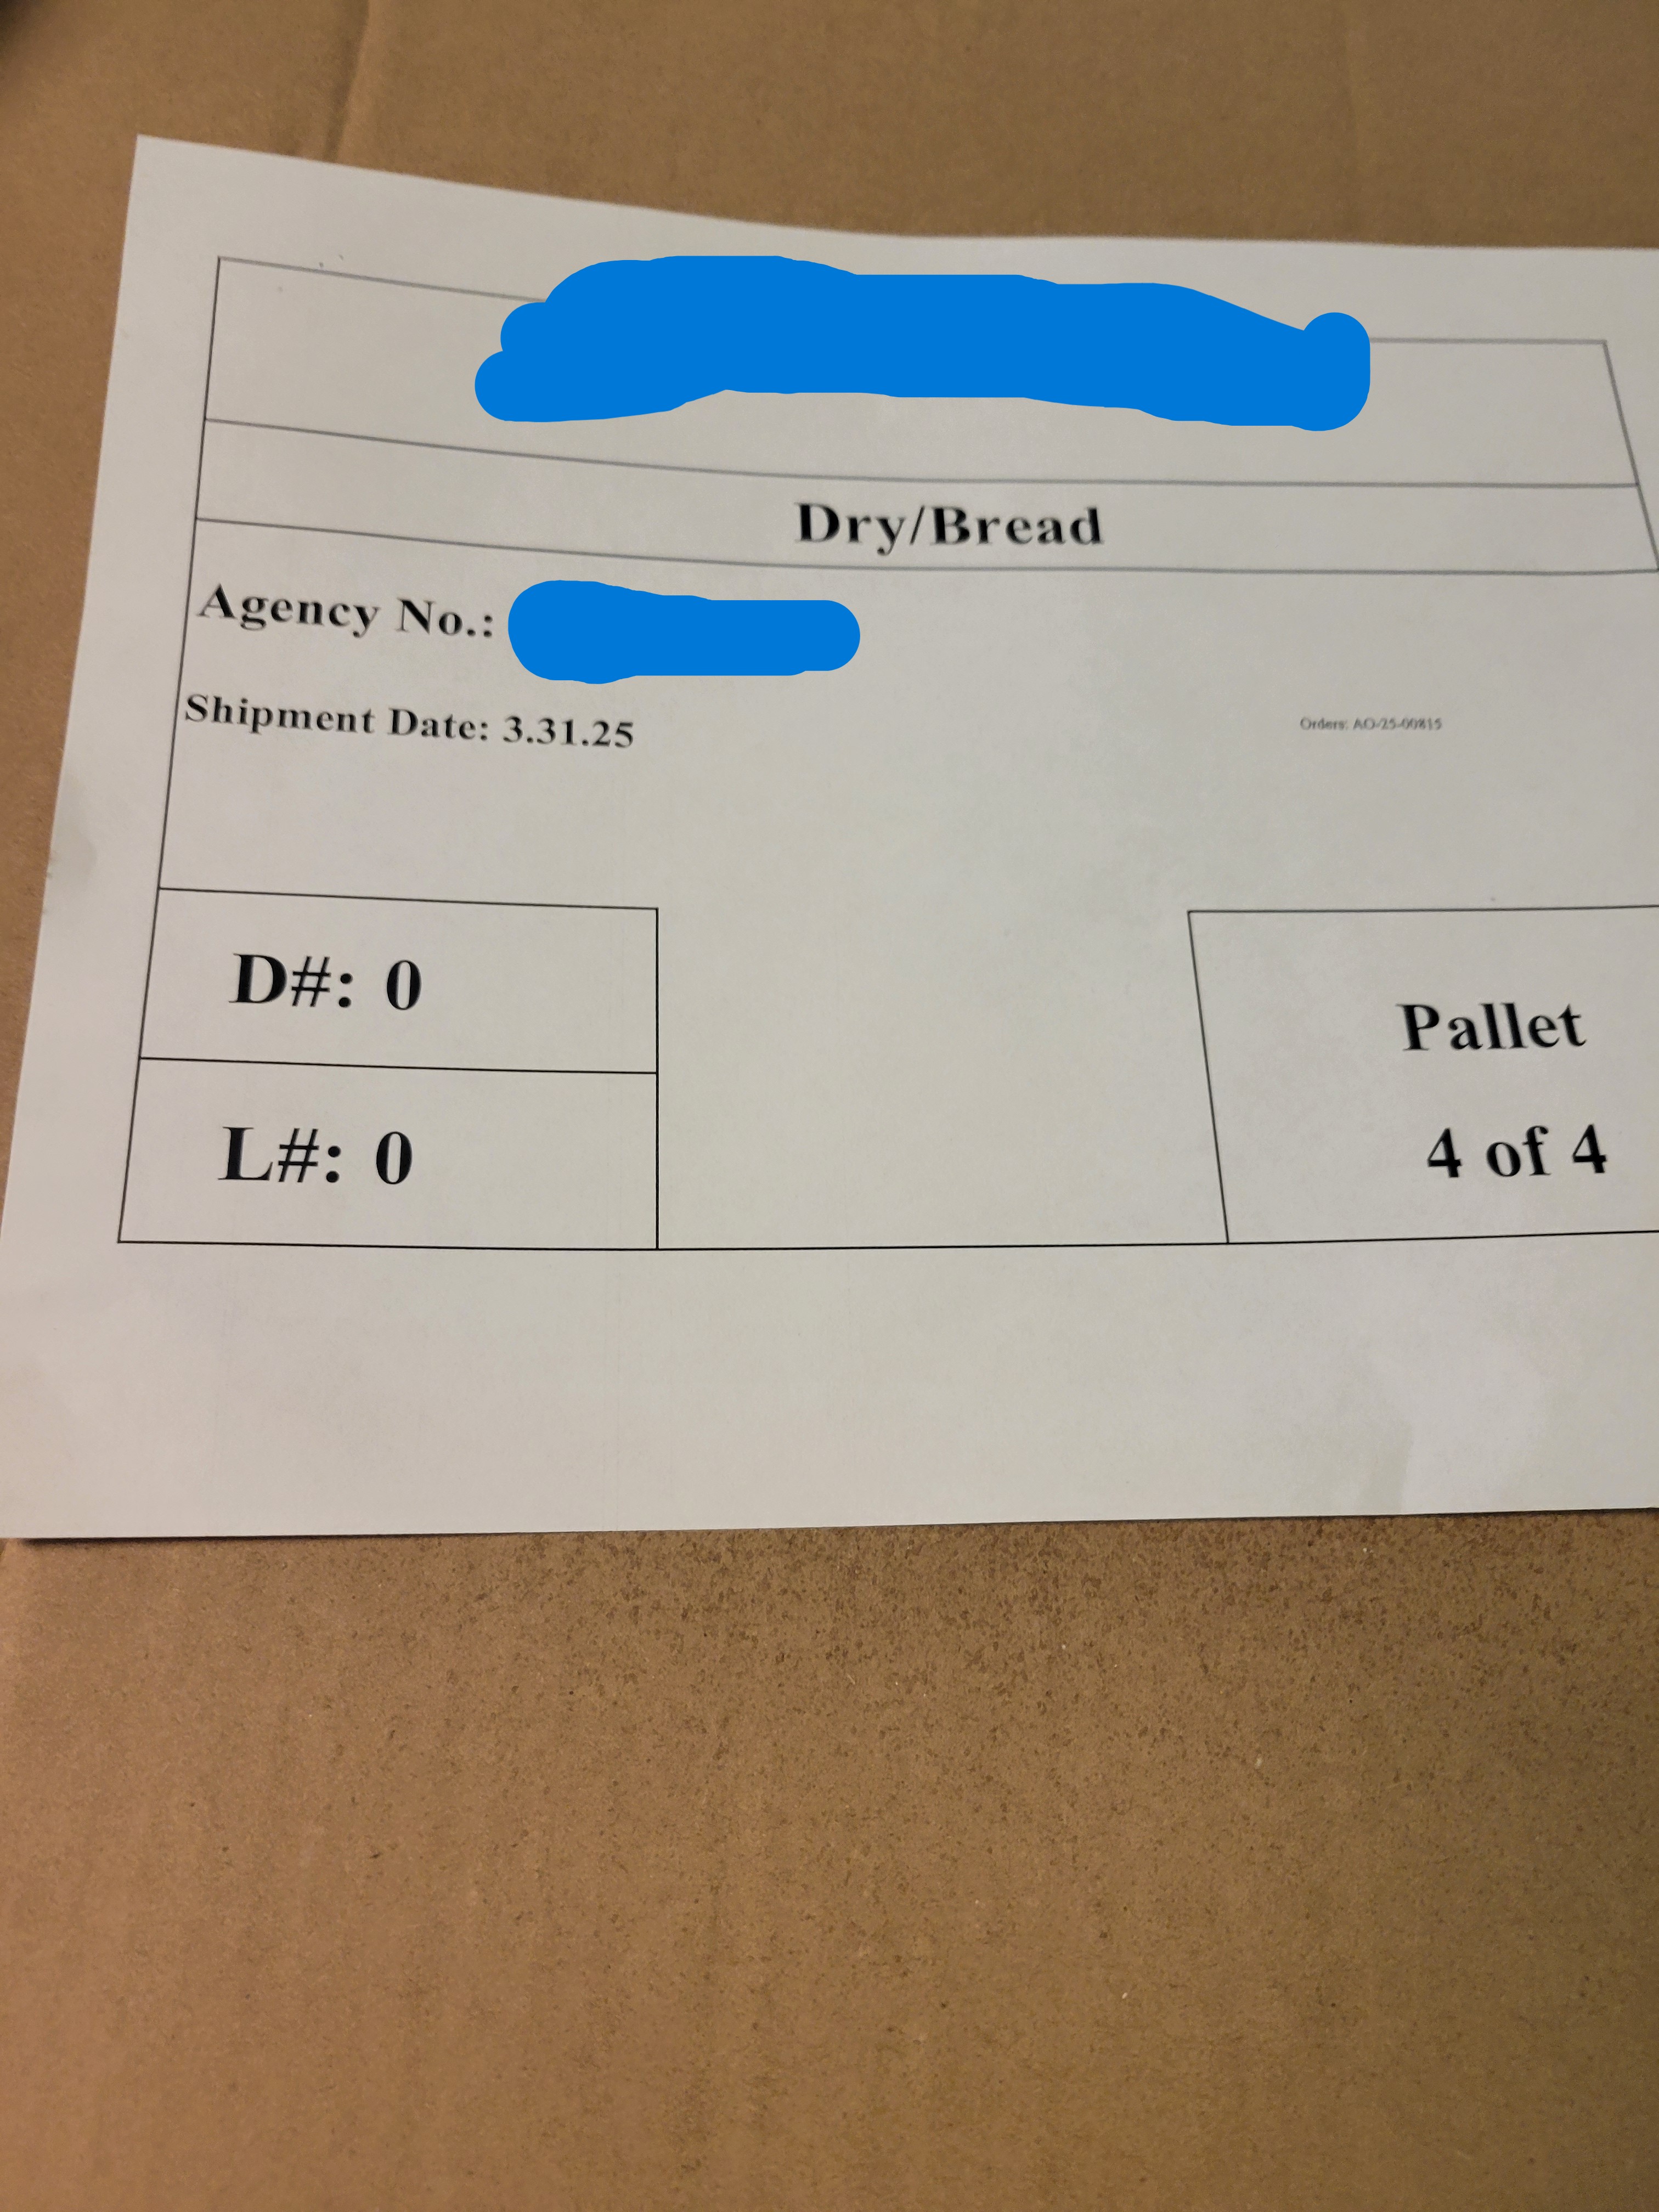 Dry/Bread
Agency No.:
Shipment Date: 3.31.25
Orders: AO-25-00815
D#: 0
L#: 0
Pallet
4 of 4